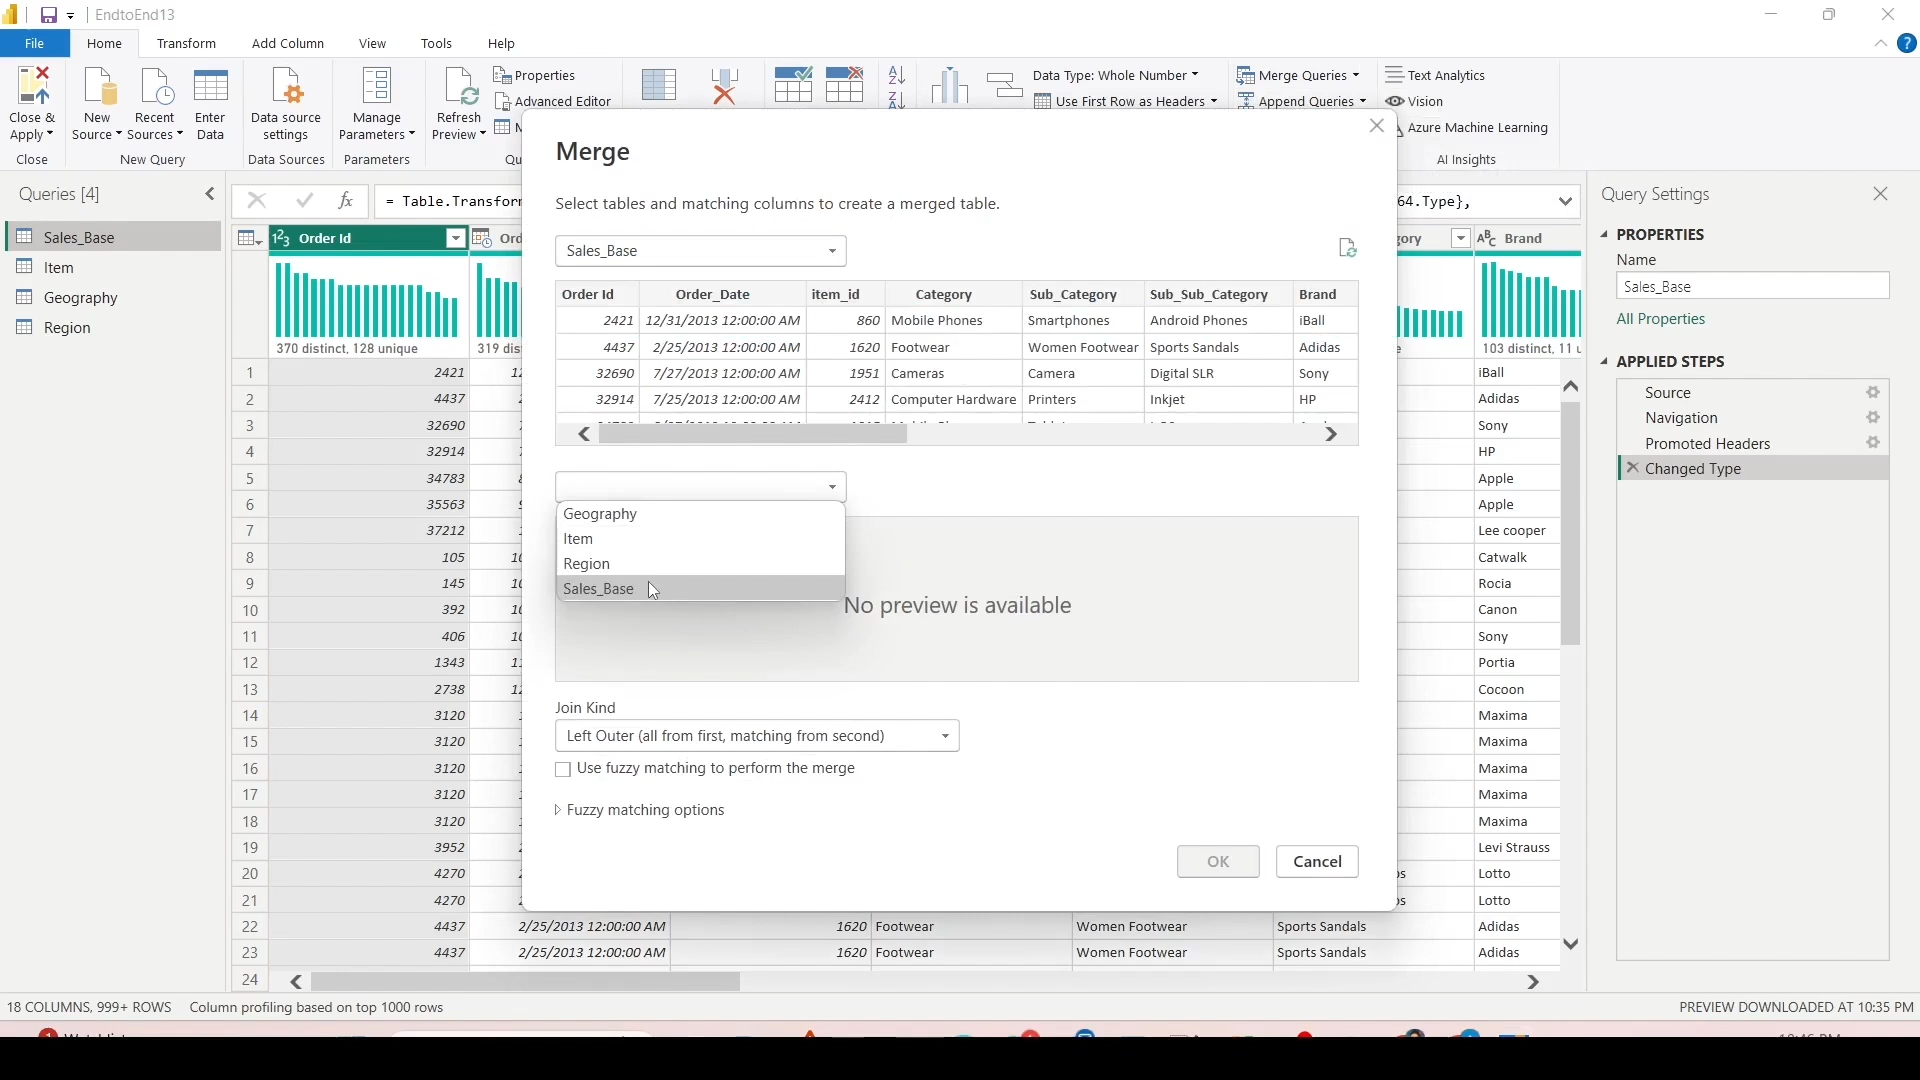 EndtoEnd13
File Home Transform Add Column View Tools Help
Close & Apply
New Source
Recent Sources
Enter Data
Data source settings
Manage Parameters
Refresh Preview
Properties
Advanced Editor
Data Type: Whole Number
Use First Row as Headers
Merge Queries
Append Queries
Text Analytics
Vision
Azure Machine Learning
Close
New Query
Data Sources
Parameters
AI Insights
Queries [4]
Sales_Base
Item
Geography
Region
fx
= Table.Transform
64.Type},
123 Order Id
ABC Brand
370 distinct, 128 unique
319 dis
103 distinct, 11 u
1 2421
2 4437
3 32690
4 32914
5 34783
6 35563
7 37212
8 105
9 145
10 392
11 406
12 1343
13 2738
14 3120
15 3120
16 3120
17 3120
18 3120
19 3952
20 4270
21 4270
22 4437 2/25/2013 12:00:00 AM 1620 Footwear Women Footwear Sports Sandals Adidas
23 4437 2/25/2013 12:00:00 AM 1620 Footwear Women Footwear Sports Sandals Adidas
24
iBall
Adidas
Sony
HP
Apple
Apple
Lee cooper
Catwalk
Rocia
Canon
Sony
Portia
Cocoon
Maxima
Maxima
Maxima
Maxima
Maxima
Levi Strauss
Lotto
Lotto
Merge
Select tables and matching columns to create a merged table.
Sales_Base
Order Id Order_Date item_id Category Sub_Category Sub_Sub_Category Brand
2421 12/31/2013 12:00:00 AM 860 Mobile Phones Smartphones Android Phones iBall
4437 2/25/2013 12:00:00 AM 1620 Footwear Women Footwear Sports Sandals Adidas
32690 7/27/2013 12:00:00 AM 1951 Cameras Camera Digital SLR Sony
32914 7/25/2013 12:00:00 AM 2412 Computer Hardware Printers Inkjet HP
Geography
Item
Region
Sales_Base
No preview is available
Join Kind
Left Outer (all from first, matching from second)
Use fuzzy matching to perform the merge
Fuzzy matching options
OK Cancel
Query Settings
PROPERTIES
Name
Sales_Base
All Properties
APPLIED STEPS
Source
Navigation
Promoted Headers
Changed Type
18 COLUMNS, 999+ ROWS Column profiling based on top 1000 rows
PREVIEW DOWNLOADED AT 10:35 PM